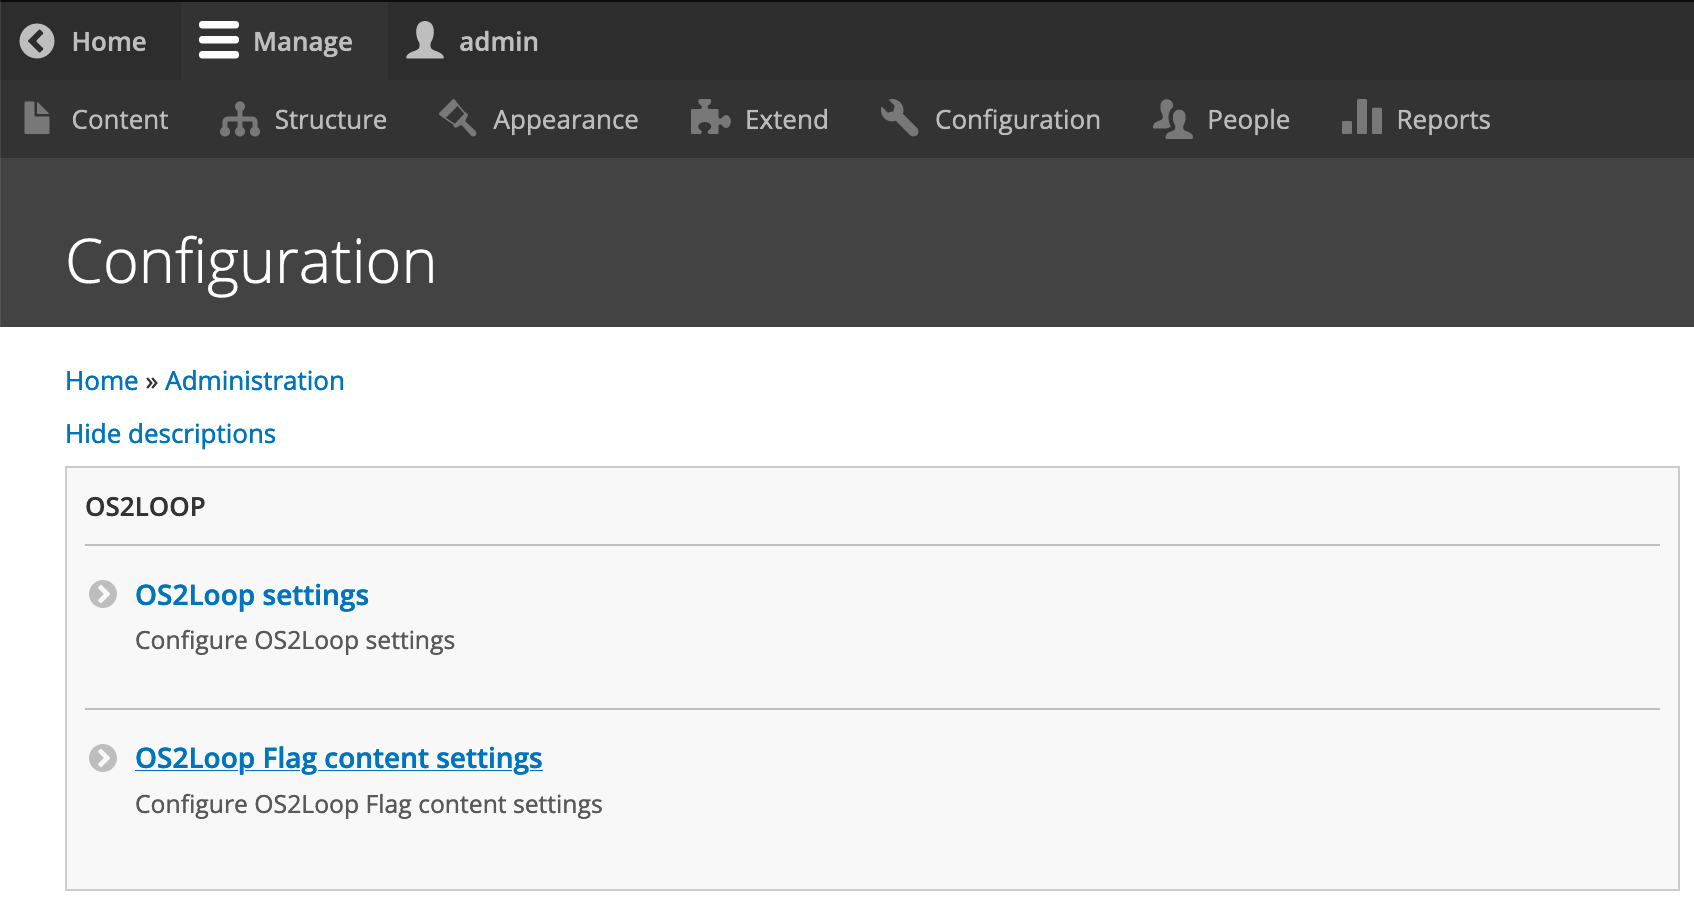 Home Manage admin
Content Structure Appearance Extend Configuration People Reports
Configuration
Home » Administration
Hide descriptions
OS2LOOP
OS2Loop settings
Configure OS2Loop settings
OS2Loop Flag content settings
Configure OS2Loop Flag content settings